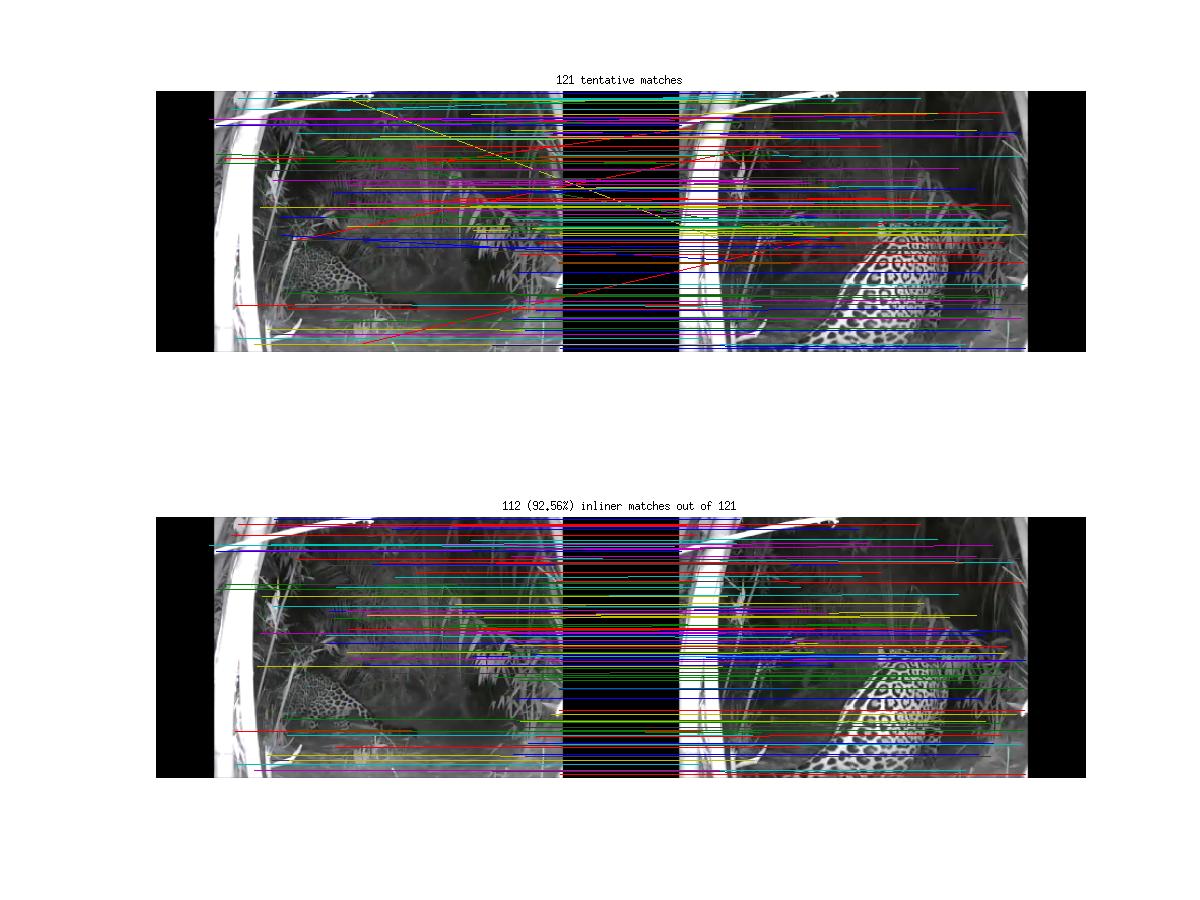 121 tentative matches
112 (92.56%) inliner matches out of 121